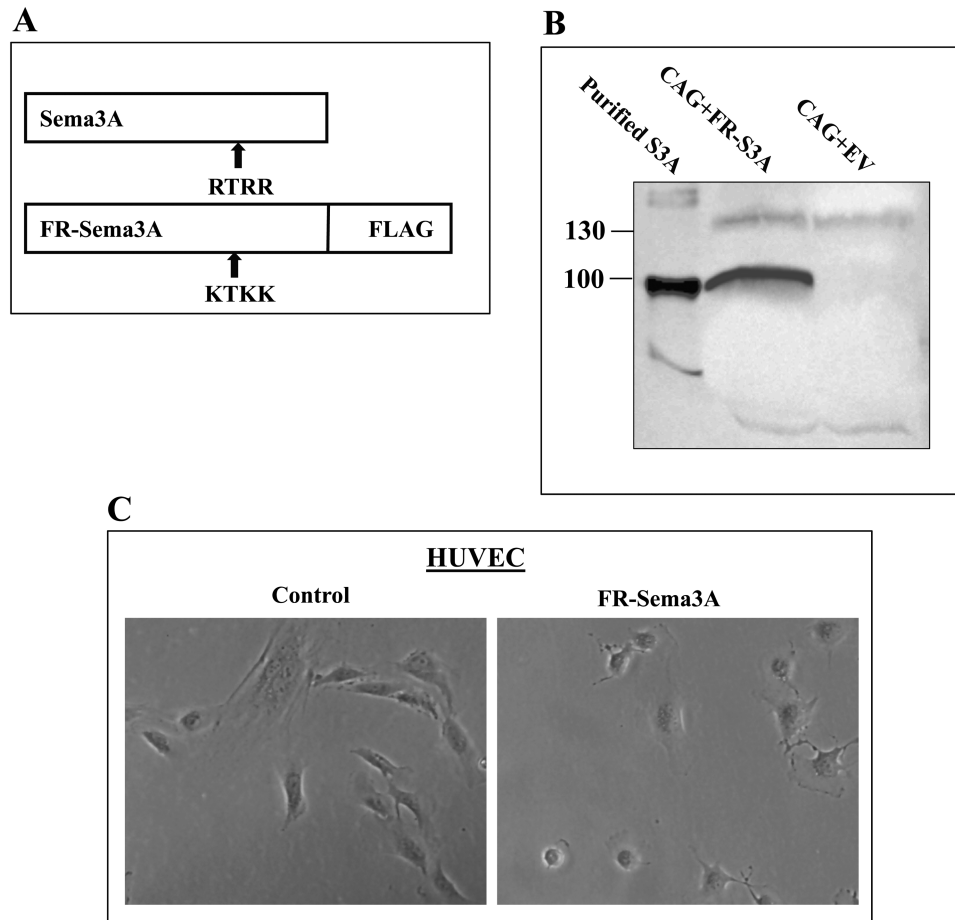 A
Sema3A
RTRR
FR-Sema3A FLAG
KTKK
B
Purified S3A
CAG+FR-S3A
CAG+EV
130
100
C
HUVEC
Control FR-Sema3A